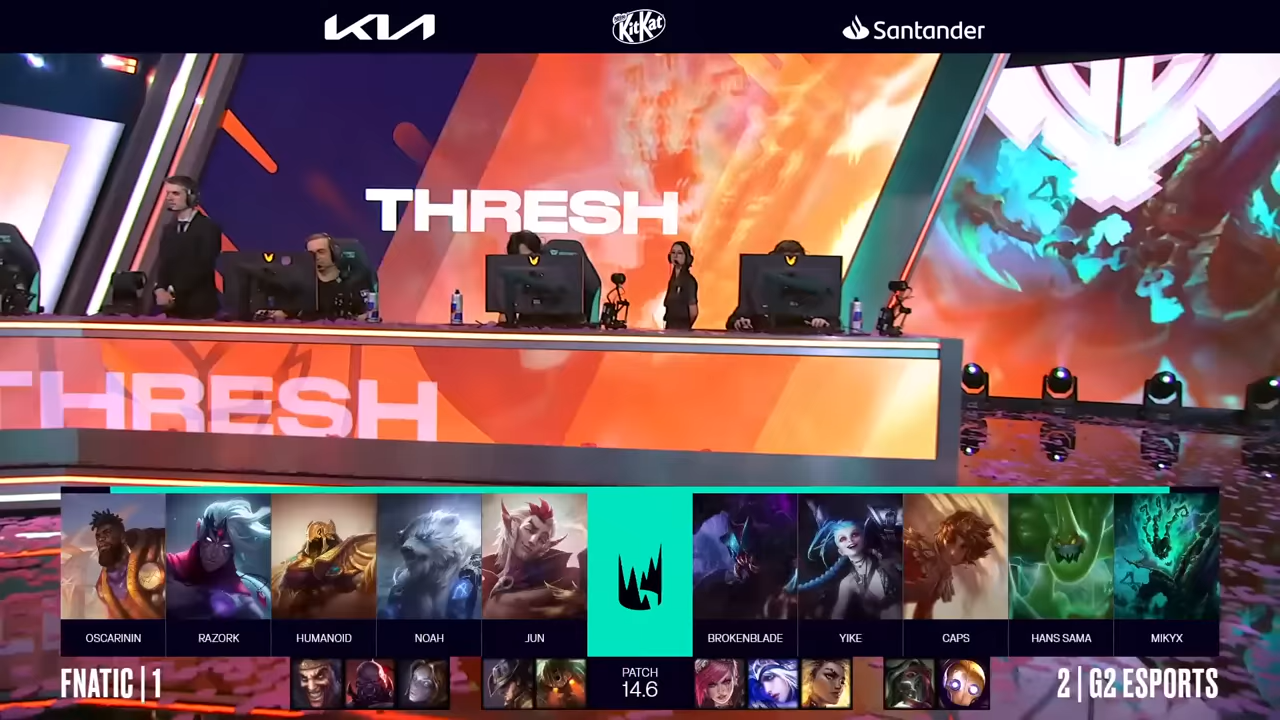 KIA
Nestle KitKat
Santander
THRESH
THRESH
OSCARININ
RAZORK
HUMANOID
NOAH
JUN
BROKENBLADE
YIKE
CAPS
HANS SAMA
MIKYX
FNATIC | 1
PATCH
14.6
2 | G2 ESPORTS